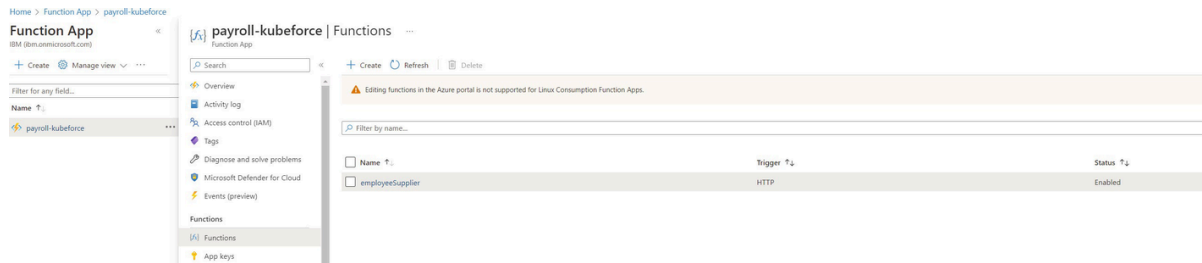 Home > Function App > payroll-kubeforce
Function App
IBM (ibm.onmicrosoft.com)
+ Create Manage view ...
Filter for any field...
Name ↑↓
payroll-kubeforce ...
{fx} payroll-kubeforce | Functions ...
Function App
Search
Overview
Activity log
Access control (IAM)
Tags
Diagnose and solve problems
Microsoft Defender for Cloud
Events (preview)
Functions
Functions
App keys
+ Create Refresh Delete
Editing functions in the Azure portal is not supported for Linux Consumption Function Apps.
Filter by name...
Name ↑↓ Trigger ↑↓ Status ↑↓
employeeSupplier HTTP Enabled